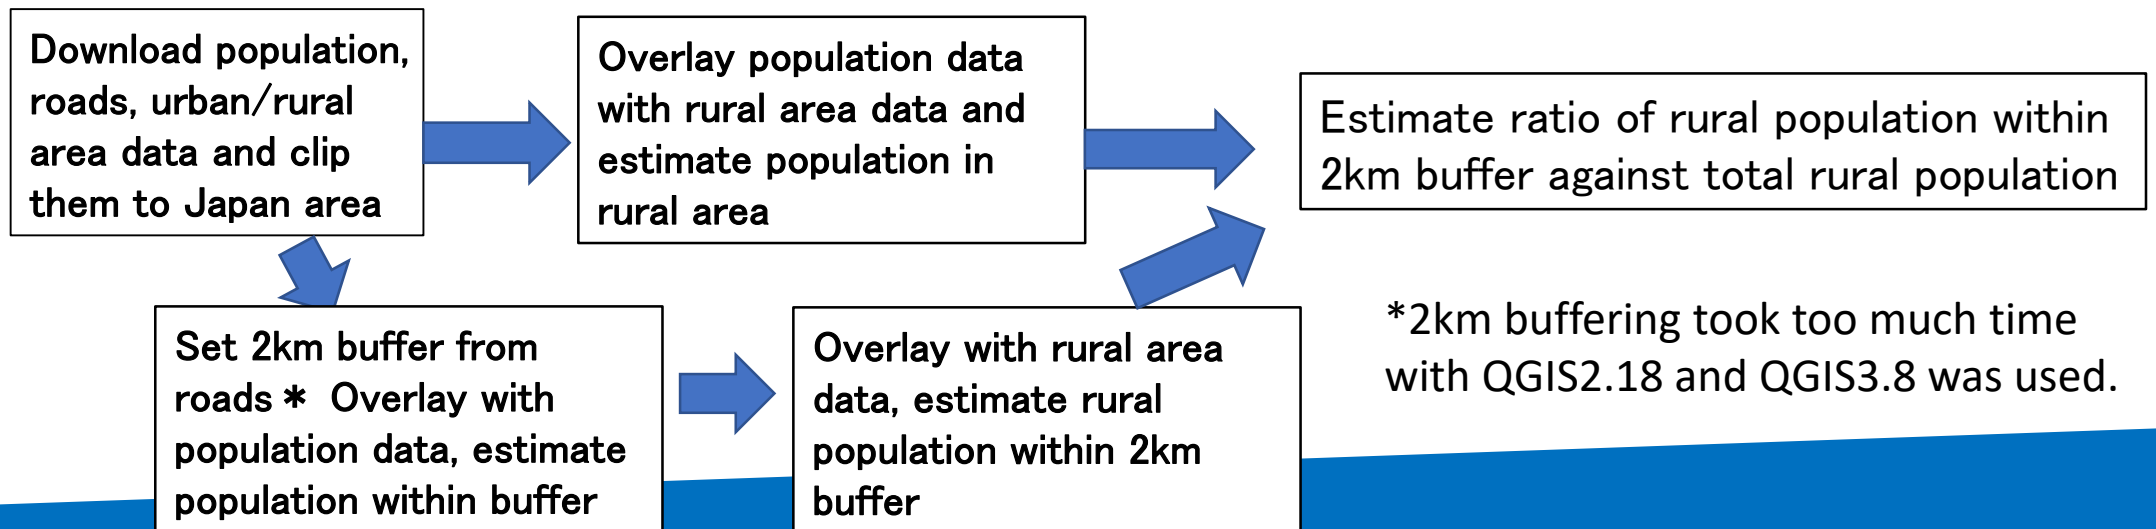 Download population,
roads, urban/rural
area data and clip
them to Japan area
Overlay population data
with rural area data and
estimate population in
rural area
Estimate ratio of rural population within
2km buffer against total rural population
Set 2km buffer from
roads＊ Overlay with
population data, estimate
population within buffer
Overlay with rural area
data, estimate rural
population within 2km
buffer
*2km buffering took too much time
with QGIS2.18 and QGIS3.8 was used.